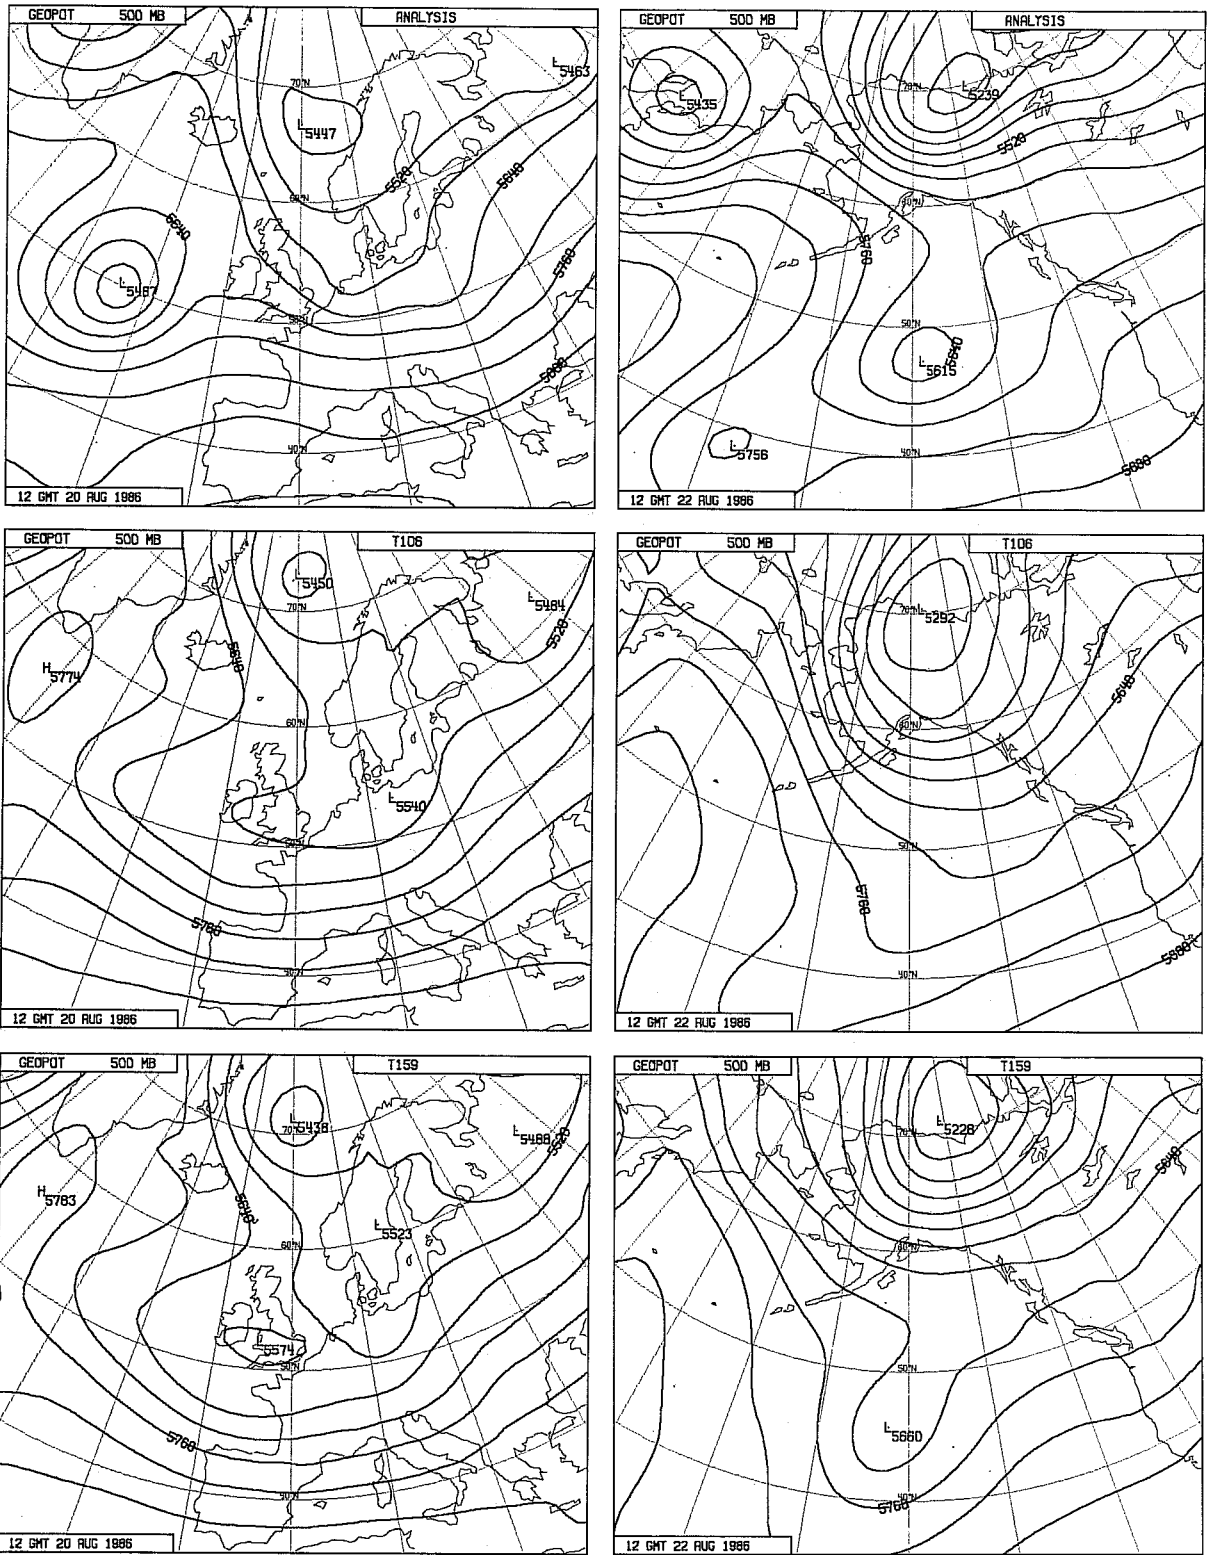 GEOPOT 500 MB ANALYSIS
L 5463
70°N
L 5447
5520
5640
60°N
5640
5760
L 5487
50°N
5880
40°N
12 GMT 20 AUG 1986
GEOPOT 500 MB ANALYSIS
L 5435
70°N
L 5239
5520
60°N
5760
50°N
5640
L 5615
L 5756
40°N
5880
12 GMT 22 AUG 1986
GEOPOT 500 MB T106
L 5450
70°N
L 5484
5520
5640
H 5774
60°N
L 5540
50°N
5760
40°N
12 GMT 20 AUG 1986
GEOPOT 500 MB T106
70°N
L 5292
5640
60°N
50°N
5760
5880
40°N
12 GMT 22 AUG 1986
GEOPOT 500 MB T159
L 5438
70°N
L 5488
5520
H 5783
5640
L 5523
60°N
L 5574
50°N
5760
40°N
12 GMT 20 AUG 1986
GEOPOT 500 MB T159
L 5228
70°N
5640
60°N
50°N
L 5660
40°N
5760
12 GMT 22 AUG 1986